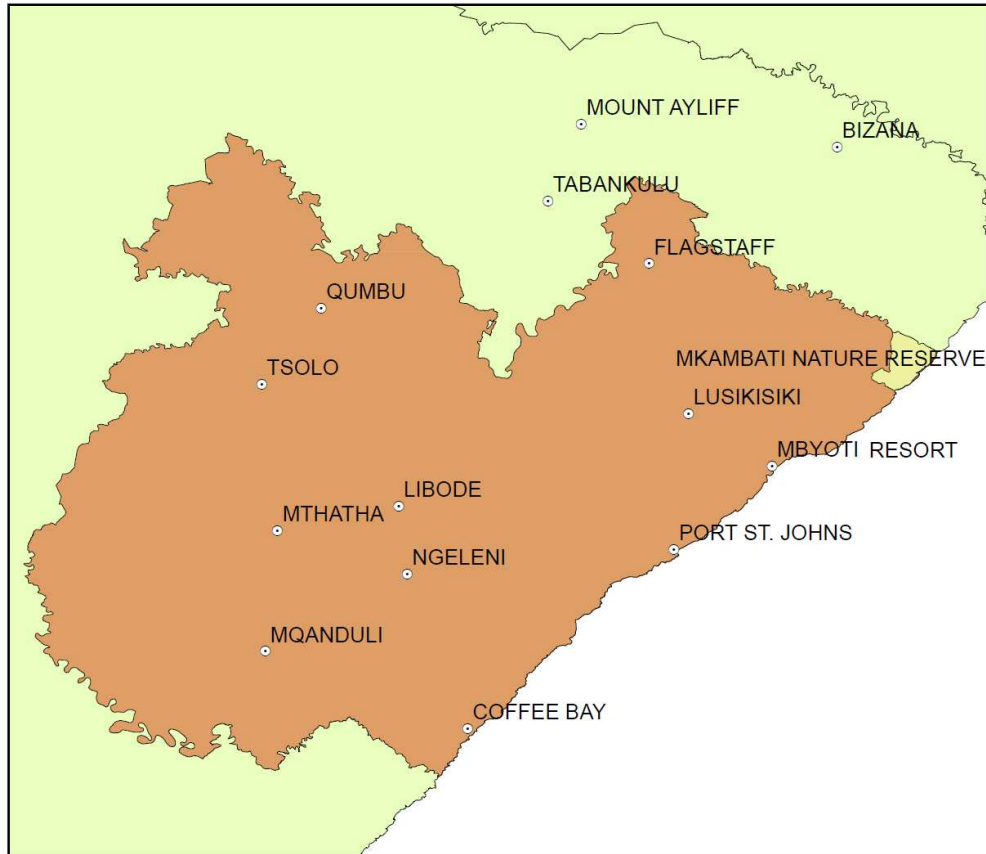 MOUNT AYLIFF
BIZANA
TABANKULU
FLAGSTAFF
QUMBU
MKAMBATI NATURE RESERVE
TSOLO
LUSIKISIKI
MBYOTI RESORT
LIBODE
MTHATHA
PORT ST. JOHNS
NGELENI
MQANDULI
COFFEE BAY